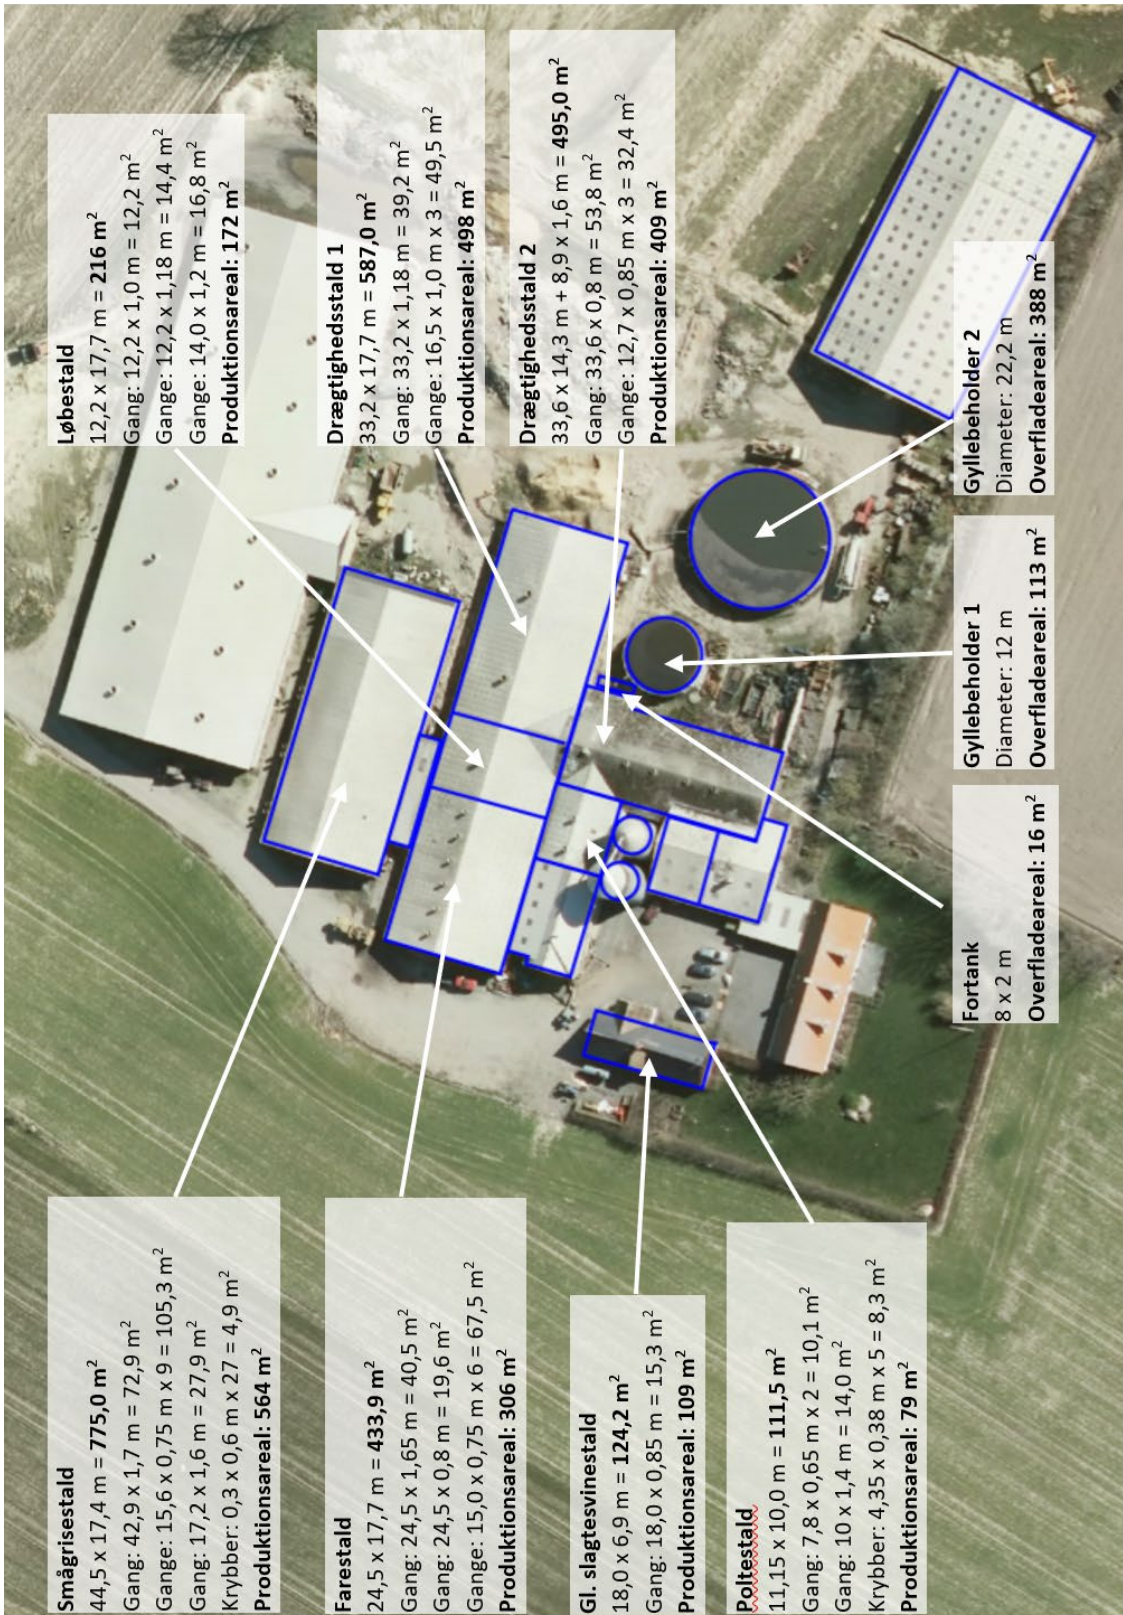 Smågrisestald
44,5 x 17,4 m = 775,0 m²
Gang: 42,9 x 1,7 m = 72,9 m²
Gange: 15,6 x 0,75 m x 9 = 105,3 m²
Gang: 17,2 x 1,6 m = 27,9 m²
Krybber: 0,3 x 0,6 m x 27 = 4,9 m²
Produktionsareal: 564 m²
Farestald
24,5 x 17,7 m = 433,9 m²
Gang: 24,5 x 1,65 m = 40,5 m²
Gang: 24,5 x 0,8 m = 19,6 m²
Gange: 15,0 x 0,75 m x 6 = 67,5 m²
Produktionsareal: 306 m²
Gl. slagtesvinestald
18,0 x 6,9 m = 124,2 m²
Gang: 18,0 x 0,85 m = 15,3 m²
Produktionsareal: 109 m²
Poltestald
11,15 x 10,0 m = 111,5 m²
Gang: 7,8 x 0,65 m x 2 = 10,1 m²
Gang: 10 x 1,4 m = 14,0 m²
Krybber: 4,35 x 0,38 m x 5 = 8,3 m²
Produktionsareal: 79 m²
Løbestald
12,2 x 17,7 m = 216 m²
Gang: 12,2 x 1,0 m = 12,2 m²
Gange: 12,2 x 1,18 m = 14,4 m²
Gange: 14,0 x 1,2 m = 16,8 m²
Produktionsareal: 172 m²
Drægtighedsstald 1
33,2 x 17,7 m = 587,0 m²
Gang: 33,2 x 1,18 m = 39,2 m²
Gange: 16,5 x 1,0 m x 3 = 49,5 m²
Produktionsareal: 498 m²
Drægtighedsstald 2
33,6 x 14,3 m + 8,9 x 1,6 m = 495,0 m²
Gang: 33,6 x 0,8 m = 53,8 m²
Gange: 12,7 x 0,85 m x 3 = 32,4 m²
Produktionsareal: 409 m²
Fortank
8 x 2 m
Overfladeareal: 16 m²
Gyllebeholder 1
Diameter: 12 m
Overfladeareal: 113 m²
Gyllebeholder 2
Diameter: 22,2 m
Overfladeareal: 388 m²